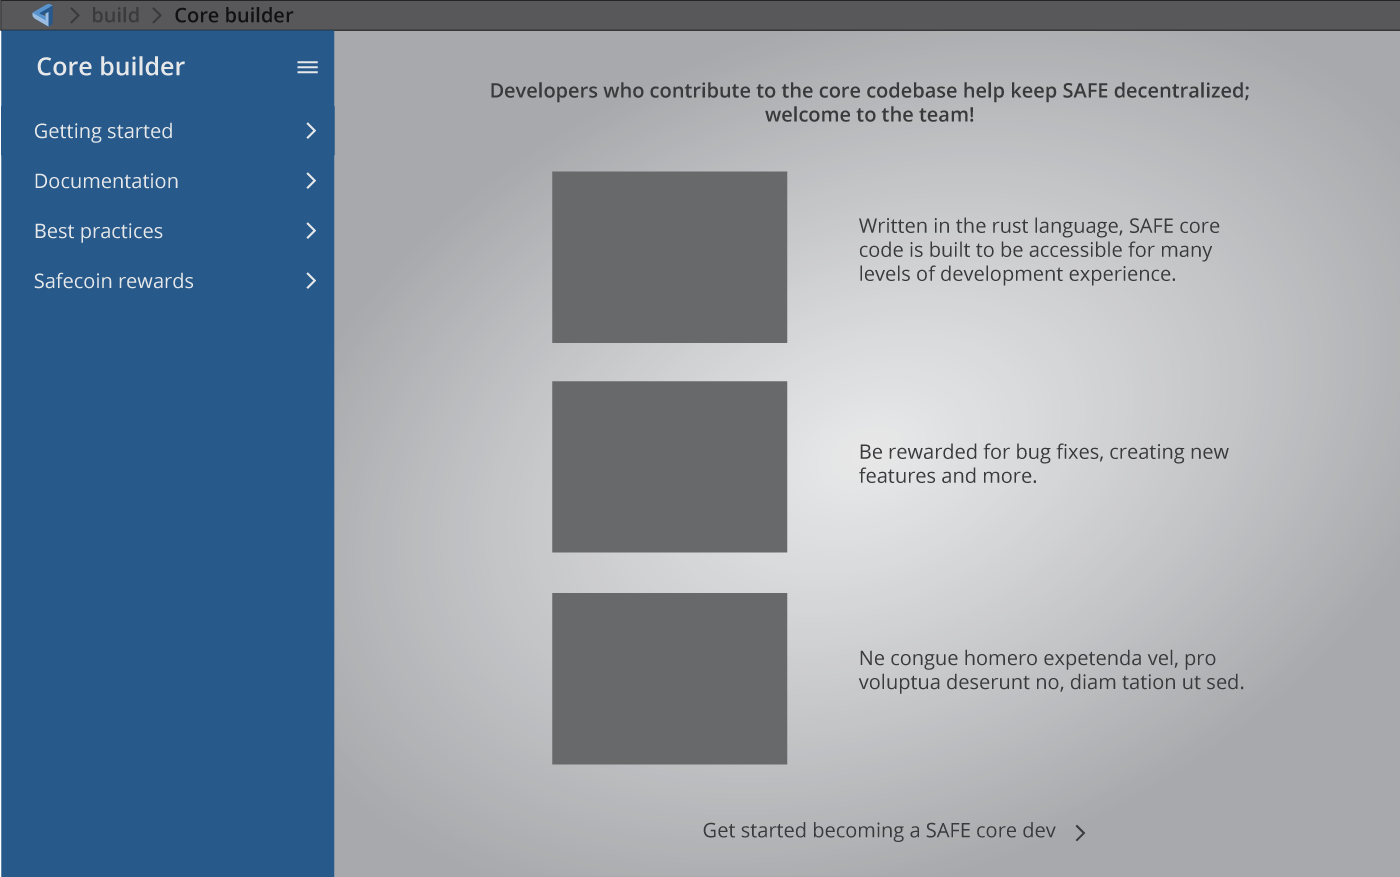 build
Core builder
Core builder
Getting started
Documentation
Best practices
Safecoin rewards
Developers who contribute to the core codebase help keep SAFE decentralized;
welcome to the team!
Written in the rust language, SAFE core
code is built to be accessible for many
levels of development experience.
Be rewarded for bug fixes, creating new
features and more.
Ne congue homero expetenda vel, pro
voluptua deserunt no, diam tation ut sed.
Get started becoming a SAFE core dev